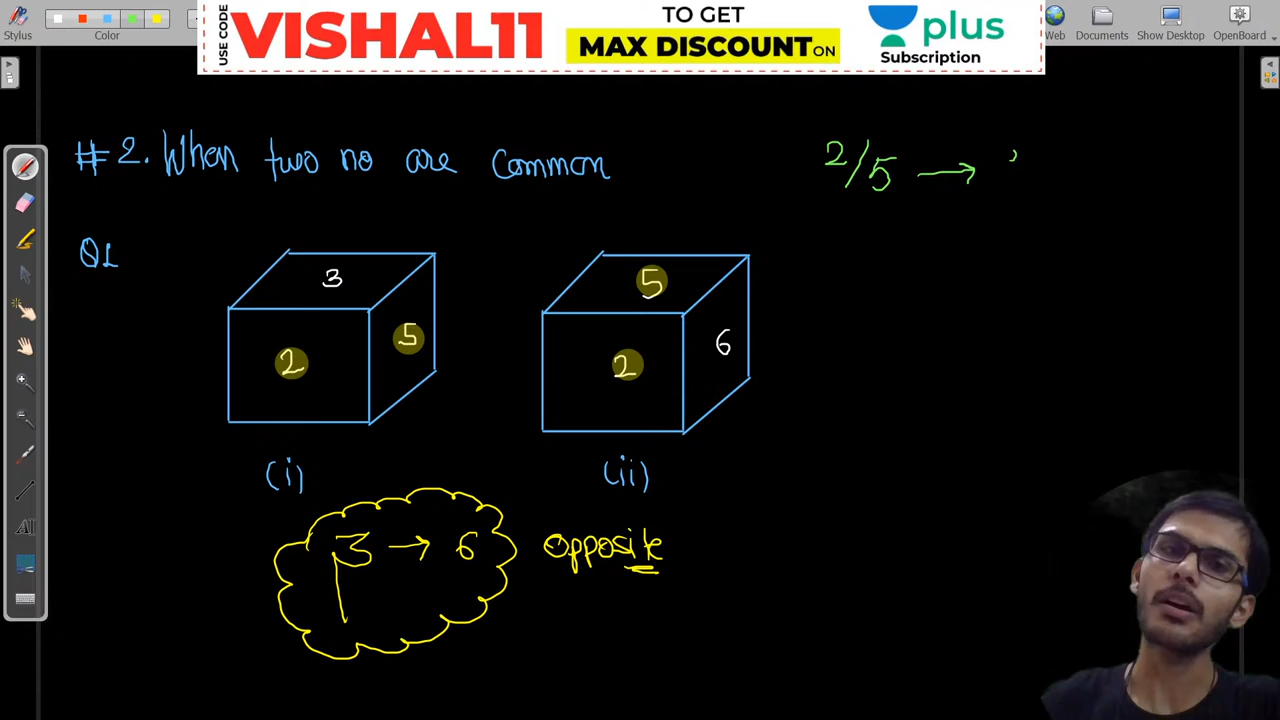 USE CODE
VISHAL11
TO GET
MAX DISCOUNT ON
plus
Subscription
Stylus
Color
Web
Documents
Show Desktop
OpenBoard
#2. When two no are common
2/5 →
Q1
3
5
2
5
2
6
(i)
(ii)
3 → 6
opposite